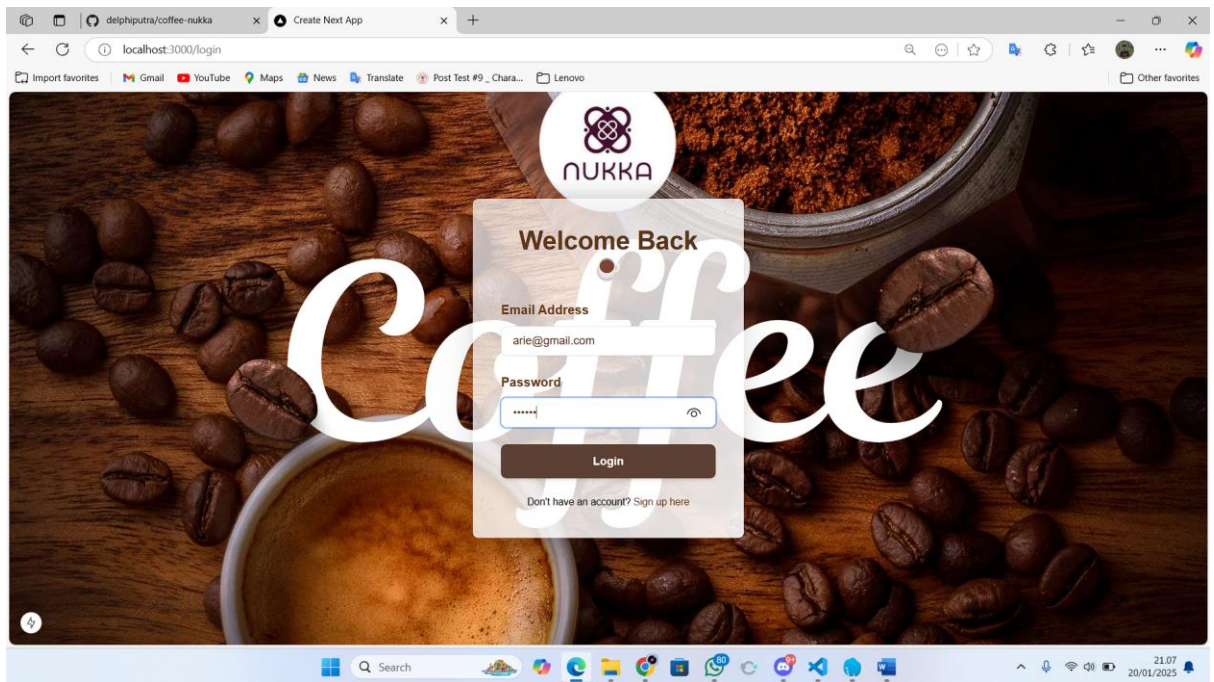 delphiputra/coffee-nukka
Create Next App
localhost:3000/login
Import favorites
Gmail
YouTube
Maps
News
Translate
Post Test #9 _ Chara...
Lenovo
Other favorites
NUKKA
Welcome Back
Coffee
Email Address
arie@gmail.com
Password
••••••
Login
Don't have an account? Sign up here
Search
80
21.07
20/01/2025